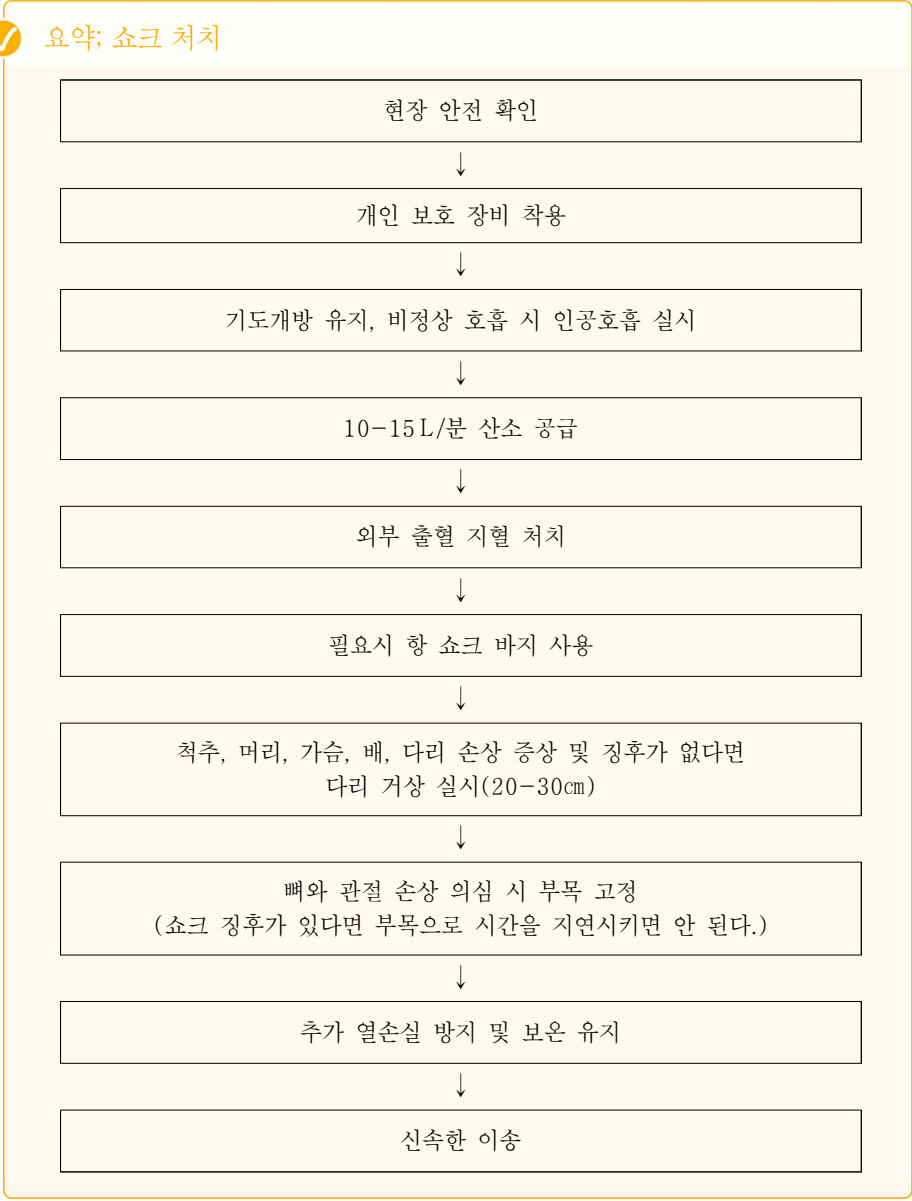 요약; 쇼크 처치
현장 안전 확인
↓
개인 보호 장비 착용
↓
기도개방 유지, 비정상 호흡 시 인공호흡 실시
↓
10-15L/분 산소 공급
↓
외부 출혈 지혈 처치
↓
필요시 항 쇼크 바지 사용
↓
척추, 머리, 가슴, 배, 다리 손상 증상 및 징후가 없다면
다리 거상 실시(20-30㎝)
↓
뼈와 관절 손상 의심 시 부목 고정
(쇼크 징후가 있다면 부목으로 시간을 지연시키면 안 된다.)
↓
추가 열손실 방지 및 보온 유지
↓
신속한 이송